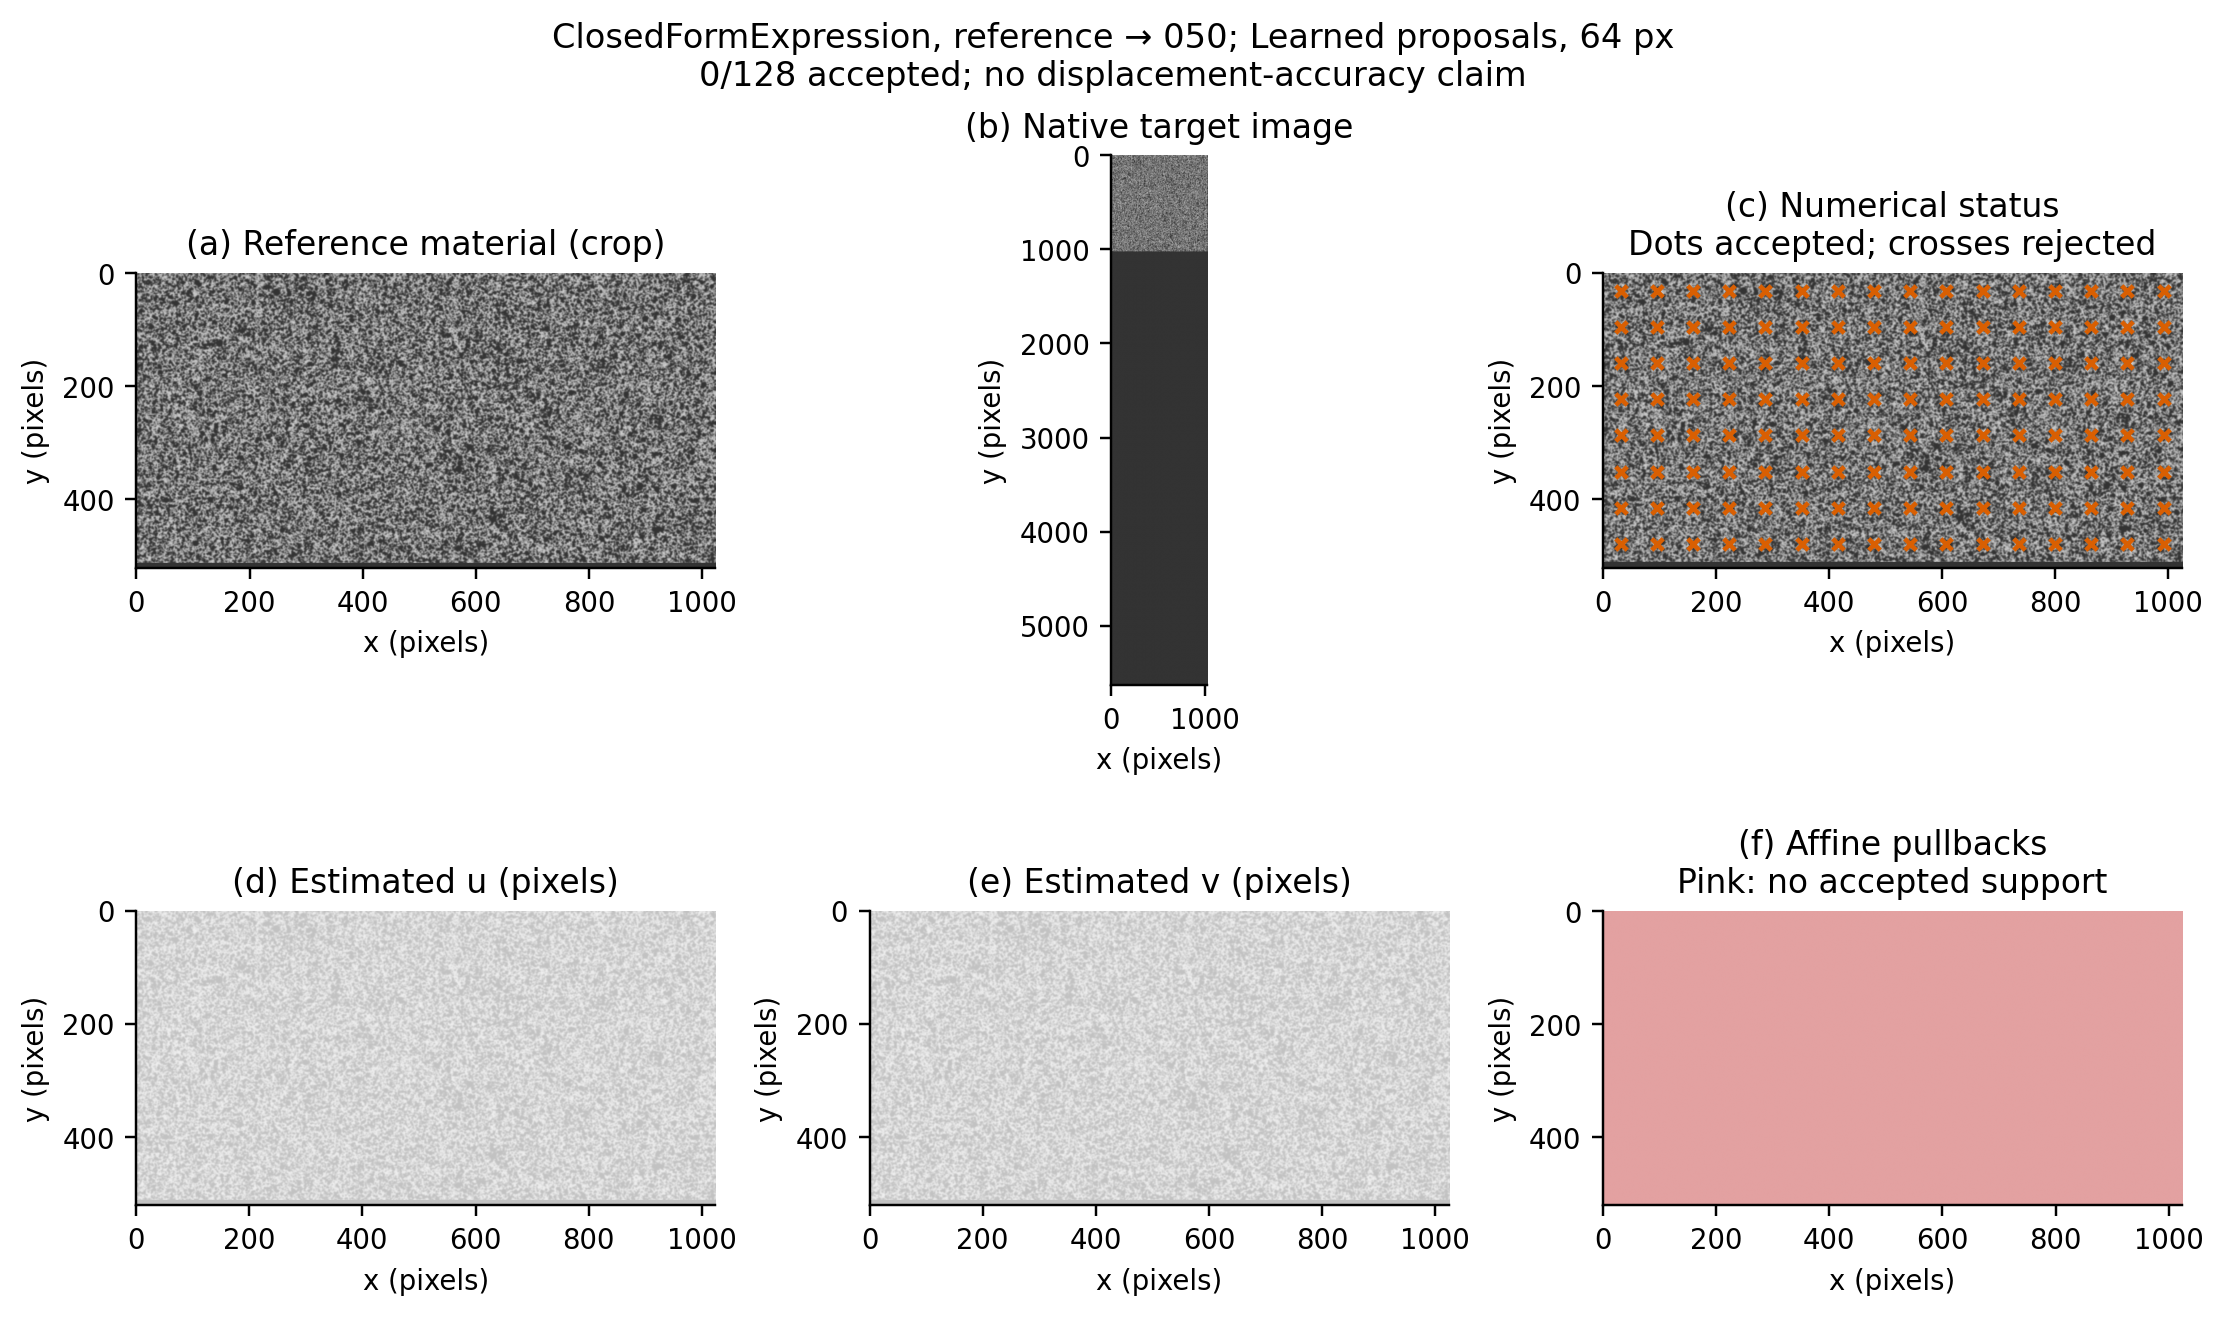 ClosedFormExpression, reference → 050; Learned proposals, 64 px
0/128 accepted; no displacement-accuracy claim
(a) Reference material (crop)
0
200
400
y (pixels)
0 200 400 600 800 1000
x (pixels)
(b) Native target image
0
1000
2000
3000
4000
5000
y (pixels)
0 1000
x (pixels)
(c) Numerical status
Dots accepted; crosses rejected
0
200
400
y (pixels)
0 200 400 600 800 1000
x (pixels)
(d) Estimated u (pixels)
0
200
400
y (pixels)
0 200 400 600 800 1000
x (pixels)
(e) Estimated v (pixels)
0
200
400
y (pixels)
0 200 400 600 800 1000
x (pixels)
(f) Affine pullbacks
Pink: no accepted support
0
200
400
y (pixels)
0 200 400 600 800 1000
x (pixels)